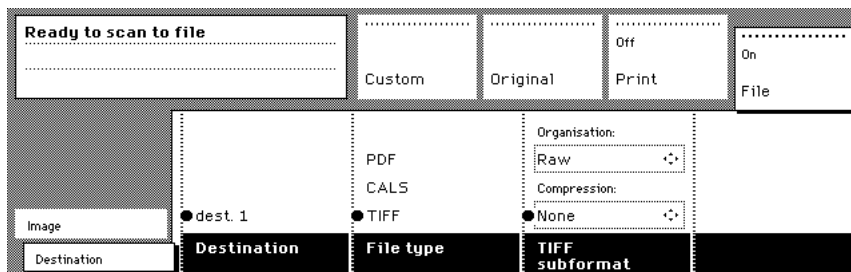 Ready to scan to file
Custom
Original
Off
Print
On
File
Organisation:
PDF
Raw
CALS
Compression:
dest. 1
TIFF
None
Image
Destination
Destination
File type
TIFF
subformat